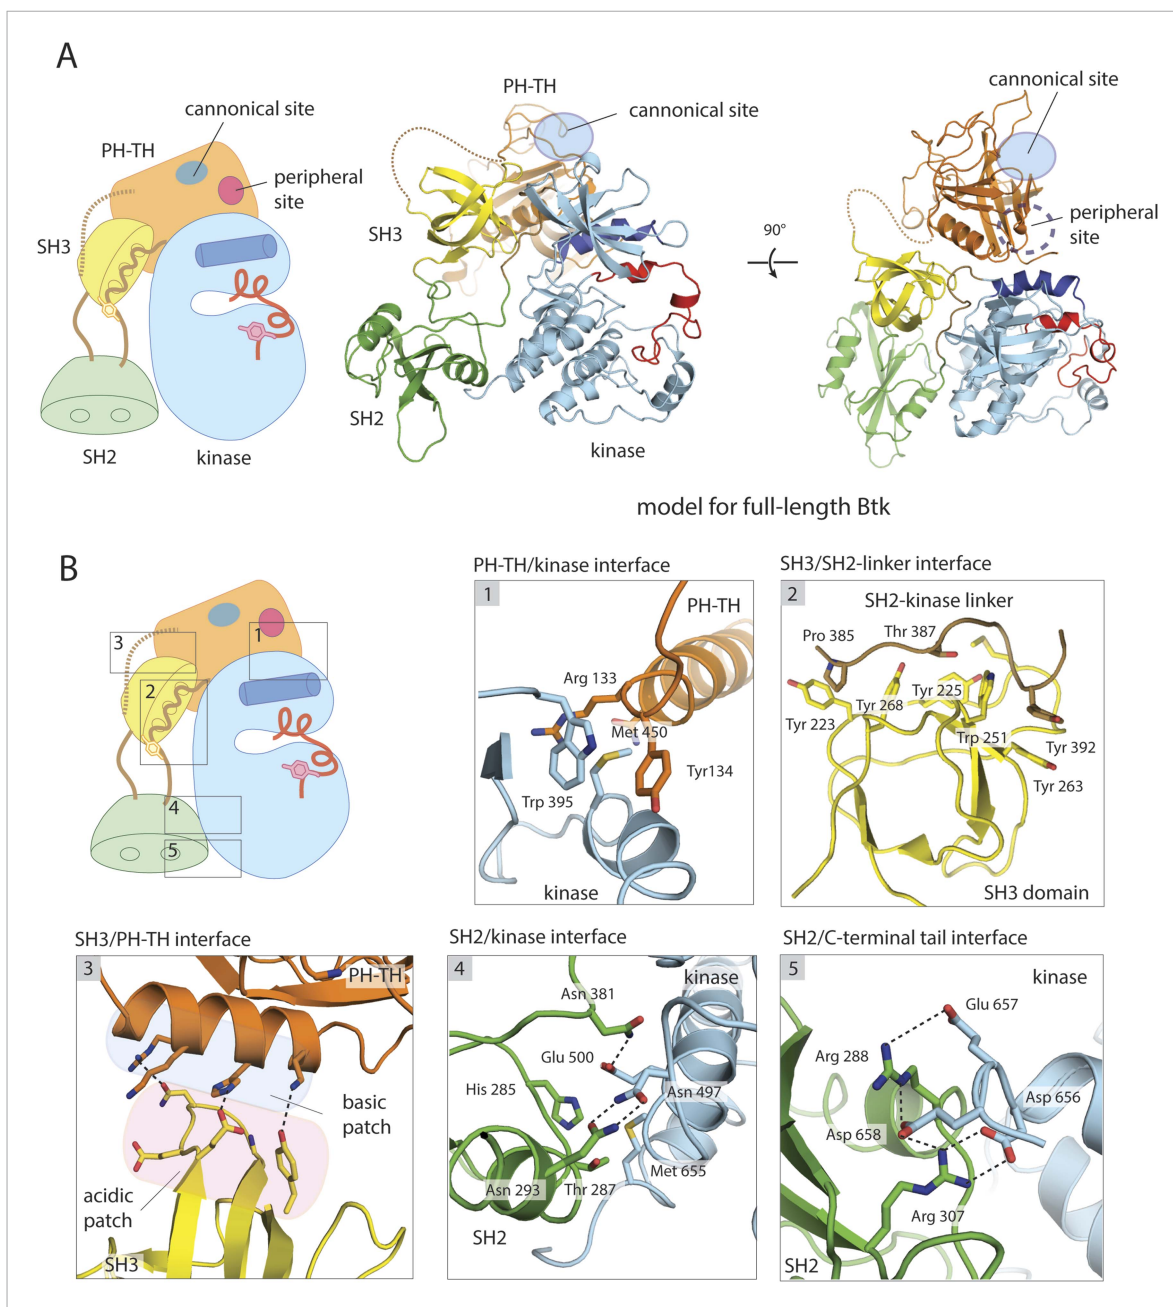 A
cannonical site
PH-TH
peripheral
site
SH3
SH2
kinase
PH-TH
cannonical site
SH3
SH2
kinase
90°
cannonical site
peripheral
site
model for full-length Btk
B
1
3
2
4
5
PH-TH/kinase interface
1
PH-TH
Arg 133
Met 450
Tyr134
Trp 395
kinase
SH3/SH2-linker interface
2
SH2-kinase linker
Pro 385
Thr 387
Tyr 225
Tyr 268
Tyr 223
Trp 251
Tyr 392
Tyr 263
SH3 domain
SH3/PH-TH interface
3
PH-TH
basic
patch
acidic
patch
SH3
SH2/kinase interface
4
kinase
Asn 381
Glu 500
His 285
Asn 497
Met 655
Asn 293
Thr 287
SH2
SH2/C-terminal tail interface
5
kinase
Glu 657
Arg 288
Asp 656
Asp 658
Arg 307
SH2